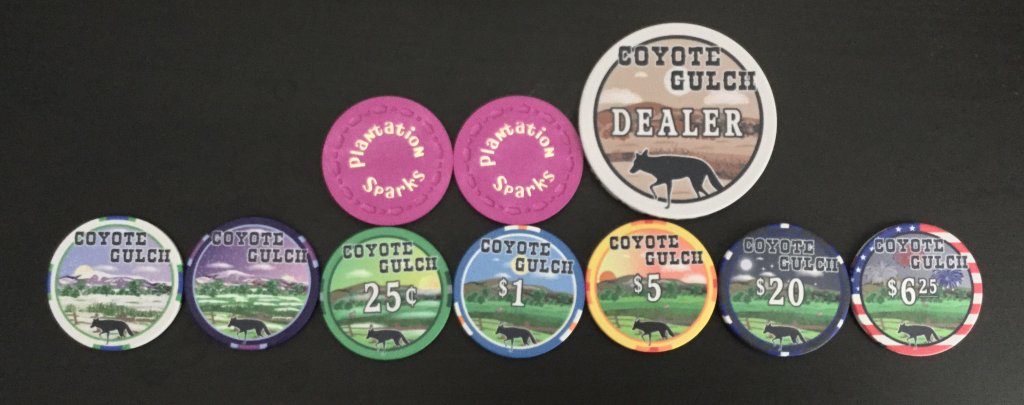 COYOTE
GULCH
DEALER
Plantation
Sparks
Plantation
Sparks
COYOTE
GULCH
COYOTE
GULCH
COYOTE
GULCH
25¢
COYOTE
GULCH
$1
COYOTE
GULCH
$5
COYOTE
GULCH
$20
COYOTE
GULCH
$6.25